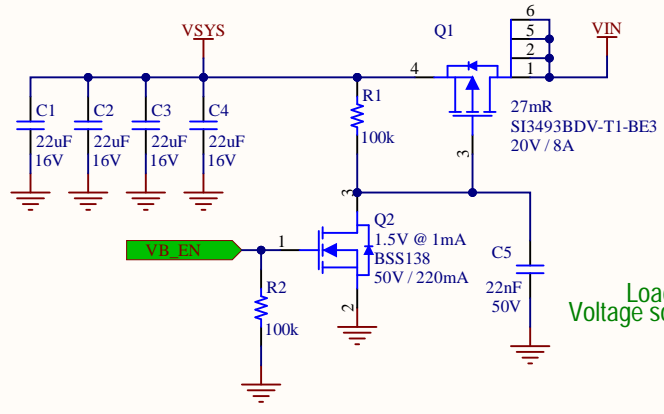 VSYS
Q1
6
5
2
1
VIN
4
C1
22uF
16V
C2
22uF
16V
C3
22uF
16V
C4
22uF
16V
R1
100k
3
27mR
SI3493BDV-T1-BE3
20V / 8A
3
Q2
1.5V @ 1mA
BSS138
50V / 220mA
VB_EN
1
2
R2
100k
C5
22nF
50V
Voltage